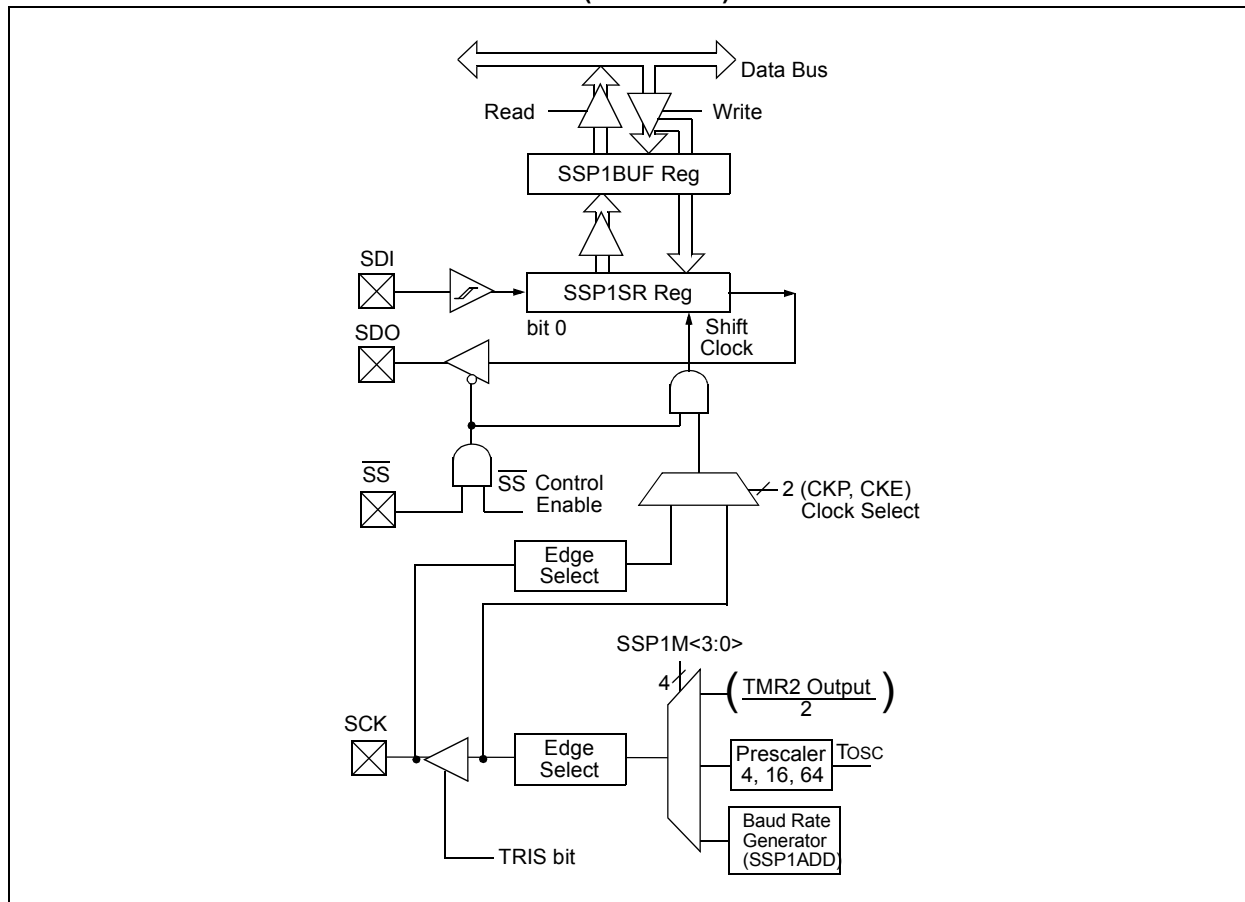 Data Bus
Read
Write
SSP1BUF Reg
SDI
SSP1SR Reg
bit 0
Shift
Clock
SDO
SS
SS Control
Enable
2 (CKP, CKE)
Clock Select
Edge
Select
SSP1M<3:0>
4
(TMR2 Output)
2
SCK
Edge
Select
Prescaler
4, 16, 64
TOSC
Baud Rate
Generator
(SSP1ADD)
TRIS bit